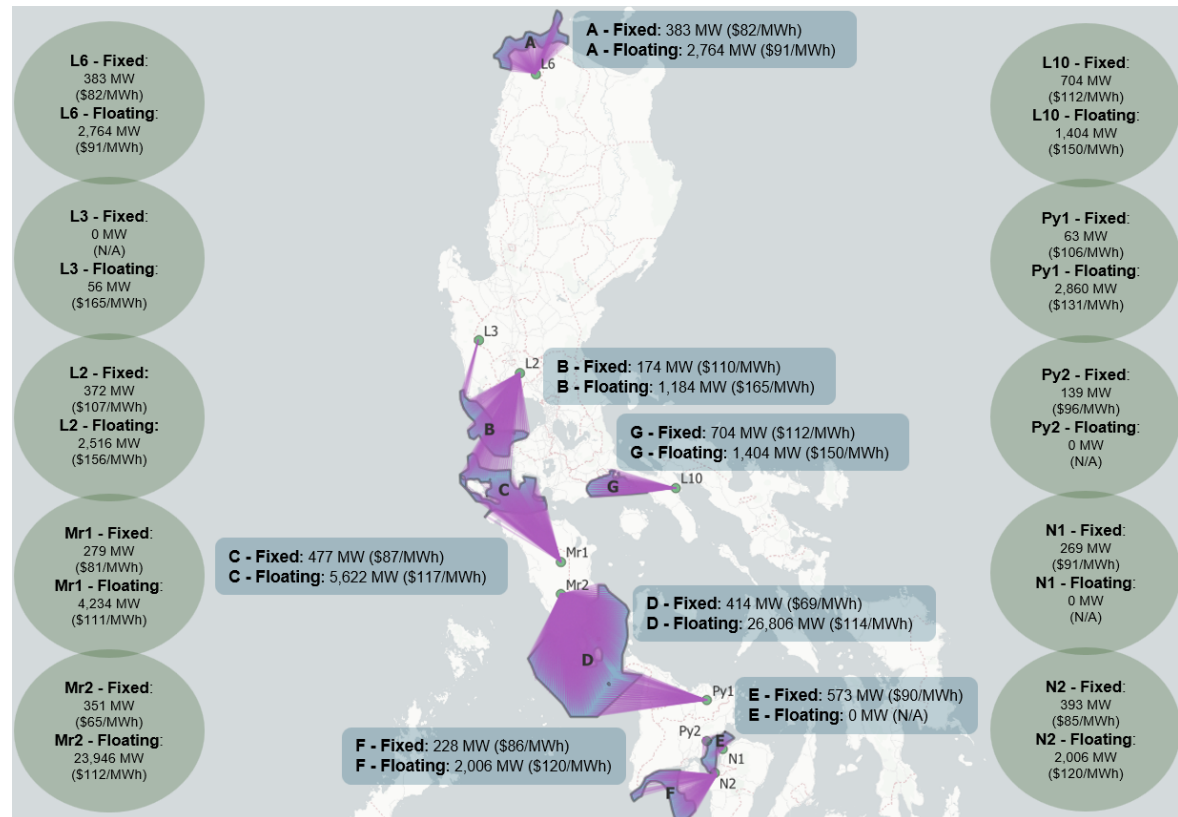 L6 - Fixed:
383 MW
($82/MWh)
L6 - Floating:
2,764 MW
($91/MWh)
L3 - Fixed:
0 MW
(N/A)
L3 - Floating:
56 MW
($165/MWh)
L2 - Fixed:
372 MW
($107/MWh)
L2 - Floating:
2,516 MW
($156/MWh)
Mr1 - Fixed:
279 MW
($81/MWh)
Mr1 - Floating:
4,234 MW
($111/MWh)
Mr2 - Fixed:
351 MW
($65/MWh)
Mr2 - Floating:
23,946 MW
($112/MWh)
A - Fixed: 383 MW ($82/MWh)
A - Floating: 2,764 MW ($91/MWh)
A
L6
L3
L2
B - Fixed: 174 MW ($110/MWh)
B - Floating: 1,184 MW ($165/MWh)
B
G - Fixed: 704 MW ($112/MWh)
G - Floating: 1,404 MW ($150/MWh)
C
G
L10
Mr1
C - Fixed: 477 MW ($87/MWh)
C - Floating: 5,622 MW ($117/MWh)
Mr2
D - Fixed: 414 MW ($69/MWh)
D - Floating: 26,806 MW ($114/MWh)
D
Py1
E - Fixed: 573 MW ($90/MWh)
E - Floating: 0 MW (N/A)
Py2
E
N1
F - Fixed: 228 MW ($86/MWh)
F - Floating: 2,006 MW ($120/MWh)
N2
F
L10 - Fixed:
704 MW
($112/MWh)
L10 - Floating:
1,404 MW
($150/MWh)
Py1 - Fixed:
63 MW
($106/MWh)
Py1 - Floating:
2,860 MW
($131/MWh)
Py2 - Fixed:
139 MW
($96/MWh)
Py2 - Floating:
0 MW
(N/A)
N1 - Fixed:
269 MW
($91/MWh)
N1 - Floating:
0 MW
(N/A)
N2 - Fixed:
393 MW
($85/MWh)
N2 - Floating:
2,006 MW
($120/MWh)